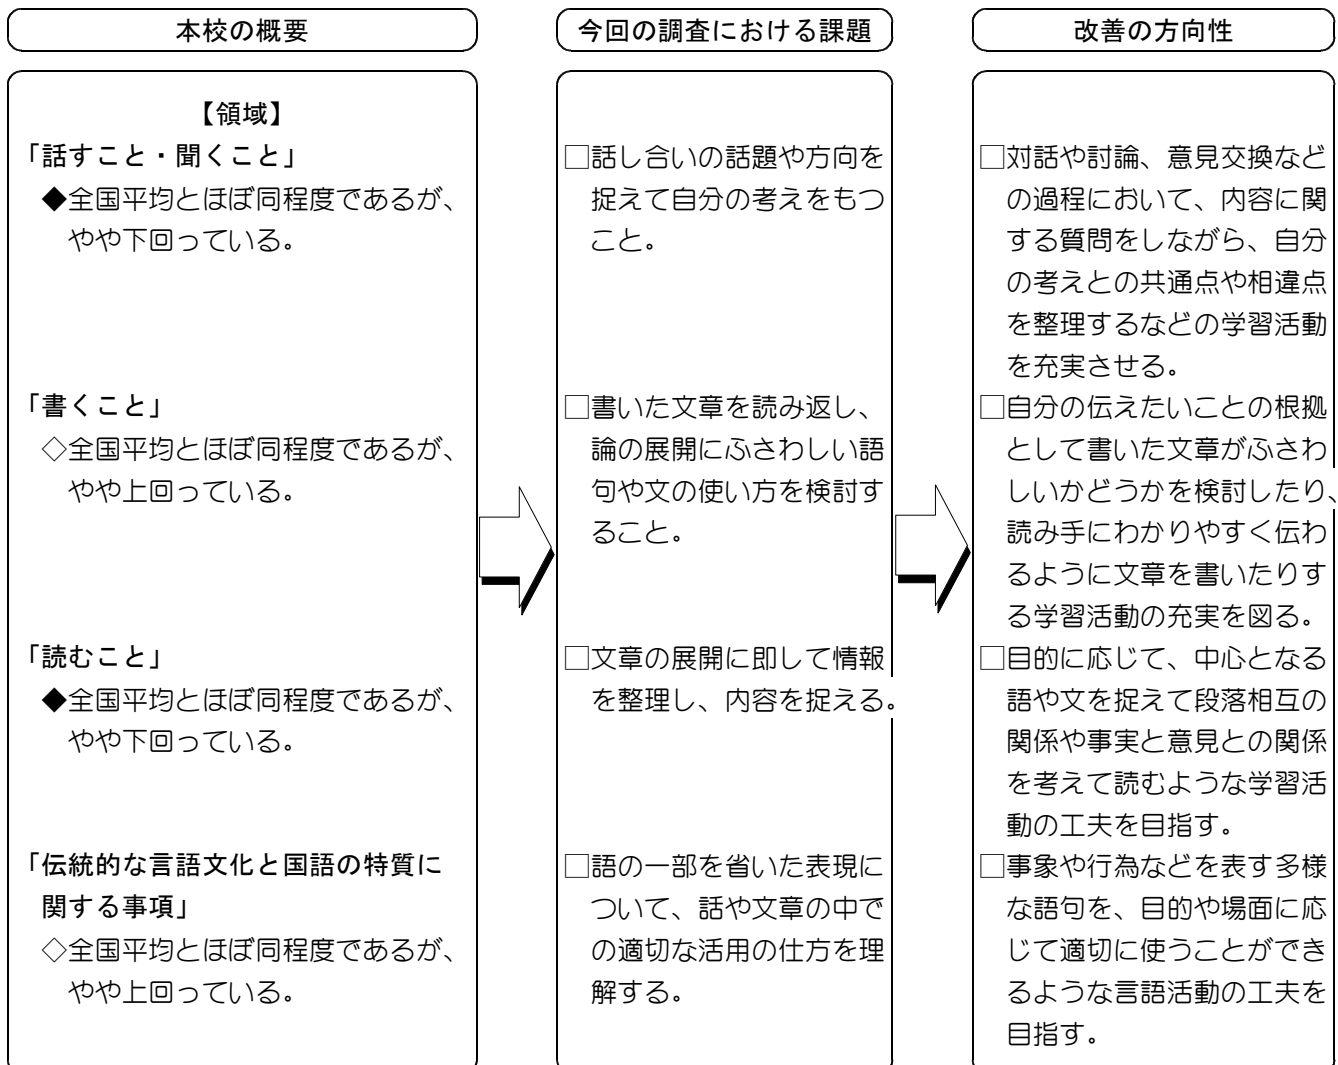 本校の概要
今回の調査における課題
改善の方向性
【領域】
「話すこと・聞くこと」
◆全国平均とほぼ同程度であるが、
やや下回っている。
「書くこと」
◇全国平均とほぼ同程度であるが、
やや上回っている。
「読むこと」
◆全国平均とほぼ同程度であるが、
やや下回っている。
「伝統的な言語文化と国語の特質に
関する事項」
◇全国平均とほぼ同程度であるが、
やや上回っている。
□話し合いの話題や方向を
捉えて自分の考えをもつ
こと。
□書いた文章を読み返し、
論の展開にふさわしい語
句や文の使い方を検討す
ること。
□文章の展開に即して情報
を整理し、内容を捉える。
□語の一部を省いた表現に
ついて、話や文章の中で
の適切な活用の仕方を理
解する。
□対話や討論、意見交換など
の過程において、内容に関
する質問をしながら、自分
の考えとの共通点や相違点
を整理するなどの学習活動
を充実させる。
□自分の伝えたいことの根拠
として書いた文章がふさわ
しいかどうかを検討したり、
読み手にわかりやすく伝わ
るように文章を書いたりす
る学習活動の充実を図る。
□目的に応じて、中心となる
語や文を捉えて段落相互の
関係や事実と意見との関係
を考えて読むような学習活
動の工夫を目指す。
□事象や行為などを表す多様
な語句を、目的や場面に応
じて適切に使うことができ
るような言語活動の工夫を
目指す。